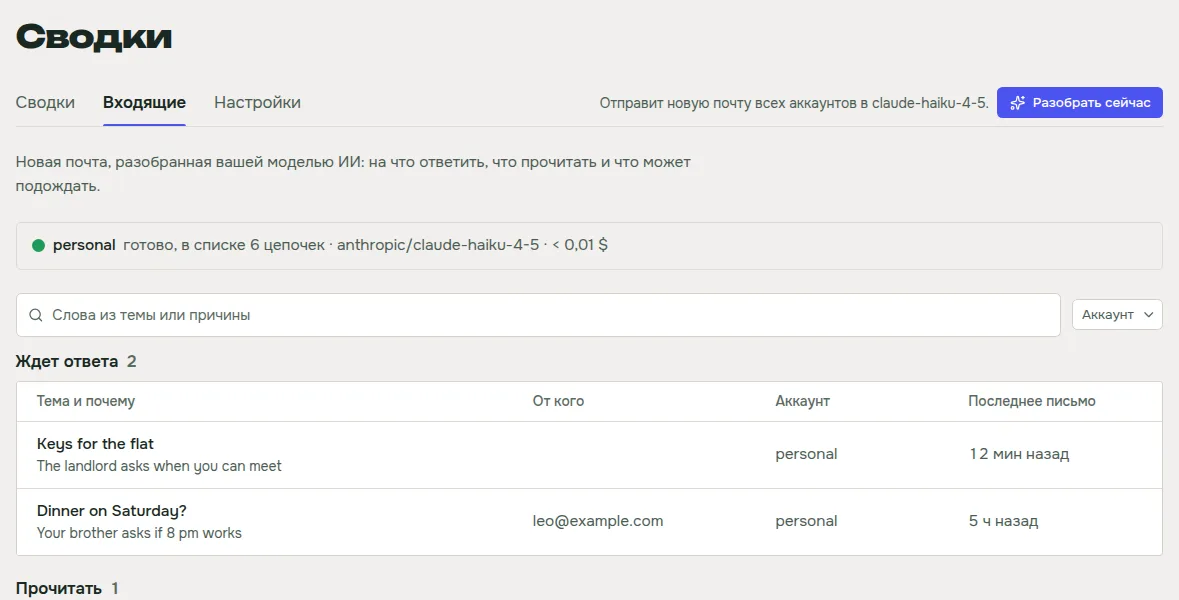 Сводки
Сводки Входящие Настройки Отправит новую почту всех аккаунтов в claude-haiku-4-5. Разобрать сейчас
Новая почта, разобранная вашей моделью ИИ: на что ответить, что прочитать и что может
подождать.
personal готово, в списке 6 цепочек · anthropic/claude-haiku-4-5 · < 0,01 $
Слова из темы или причины Аккаунт
Ждет ответа 2
Тема и почему От кого Аккаунт Последнее письмо
Keys for the flat
The landlord asks when you can meet
personal 12 мин назад
Dinner on Saturday?
Your brother asks if 8 pm works
leo@example.com personal 5 ч назад
Прочитать 1